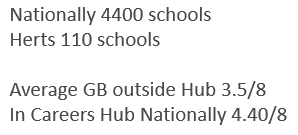 Nationally 4400 schools
Herts 110 schools
Average GB outside Hub 3.5/8
In Careers Hub Nationally 4.40/8